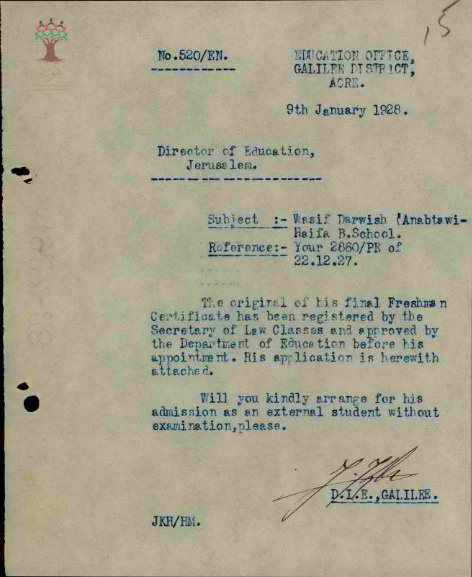 15
No.520/EN.
EDUCATION OFFICE,
GALILEE DISTRICT,
ACRE.
9th January 1928.
Director of Education,
Jerusalem.
Subject :- Wasif Darwish 'Anabtawi-
Haifa B.School.
Reference:- Your 2860/PR of
22.12.27.
The original of his final Freshman
Certificate has been registered by the
Secretary of Law Classes and approved by
the Department of Education before his
appointment. His application is herewith
attached.
Will you kindly arrange for his
admission as an external student without
examination,please.
D.I.E.,GALILEE.
JKH/HM.